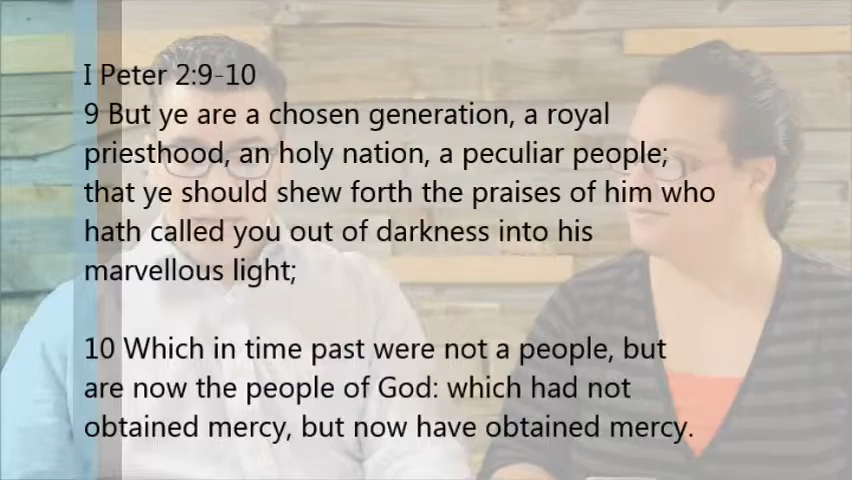 I Peter 2:9-10
9 But ye are a chosen generation, a royal
priesthood, an holy nation, a peculiar people;
that ye should shew forth the praises of him who
hath called you out of darkness into his
marvellous light;
10 Which in time past were not a people, but
are now the people of God: which had not
obtained mercy, but now have obtained mercy.